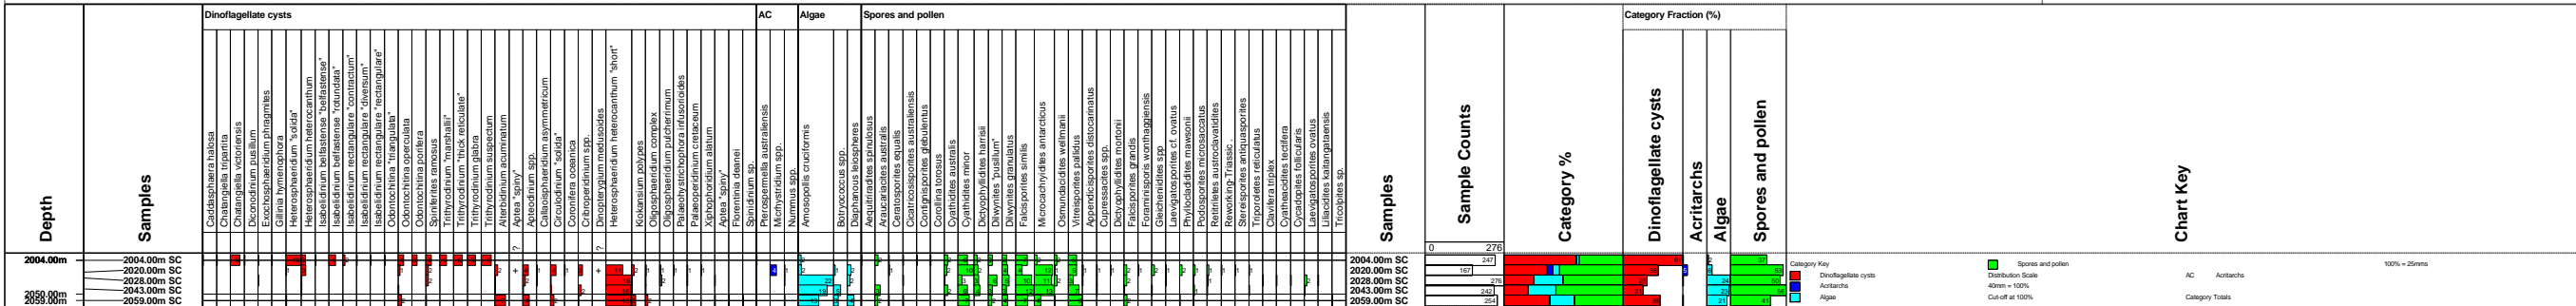 Dinoflagellate cysts
AC
Algae
Spores and pollen
Category Fraction (%)
Depth
Samples
Caddasphaera halosa
Chatangiella tripartita
Chatangiella victoriensis
Diconodinium pusillum
Exochosphaeridium phragmites
Gillinia hymenophora
Heterosphaeridium "solida"
Heterosphaeridium heterocanthum
Isabelidinium belfastense "belfastense"
Isabelidinium belfastense "rotundata"
Isabelidinium rectangulare "contractum"
Isabelidinium rectangulare "diversum"
Isabelidinium rectangulare "rectangulare"
Odontochitina "triangulata"
Odontochitina operculata
Odontochitina porifera
Spiniferites ramosus
Trithyrodinium "marshallii"
Trithyrodinium "thick reticulate"
Trithyrodinium glabra
Trithyrodinium suspectum
Alterbidinium acuminatum
? Aptea "spiny"
Apteodinium spp.
Callaiosphaeridium asymmetricum
Circulodinium "solida"
Coronifera oceanica
Cribroperidinium spp.
? Dinopterygium medusoides
Heterosphaeridium heterocanthum "short"
Kiokansium polypes
Oligosphaeridium complex
Oligosphaeridium pulcherrimum
Palaeohystrichophora infusorioides
Palaeoperidinium cretaceum
Xiphophoridium alatum
Aptea "spiny"
Florentinia deanei
Spinidinium sp.
Pierospermella australiensis
Michystridium spp.
Nummus spp.
Amosopollis cruciformis
Botryococcus spp.
Diaphanous leiospheres
Aequitriradites spinulosus
Araucariacites australis
Ceratosporites equalis
Cicatricosisporites australiensis
Contignisporites glebulentus
Corollina torosus
Cyathidites australis
Cyathidites minor
Dictyophyllidites harrisii
Dilwynites "pusillum"
Dilwynites granulatus
Falcisporites similis
Microcachryidites antarcticus
Osmundacidites wellmanii
Vitreisporites pallidus
Appendicisporites distocarinatus
Cupressacites spp.
Dictyophyllidites mortonii
Falcisporites grandis
Foraminisporis wonthaggiensis
Gleicheniidites spp
Laevigatosporites cf. ovatus
Phyllocladidites mawsonii
Podosporites microsaccatus
Retitriletes austroclavatidites
Reworking-Triassic
Stereisporites antiquasporites
Triporoletes reticulatus
Clavifera triplex
Cyatheacidites tectifera
Cycadopites follicularis
Laevigatosporites ovatus
Liliacidites kaitangataensis
Tricolpites sp.
Samples
Sample Counts
0 276
Category %
Dinoflagellate cysts
Acritarchs
Algae
Spores and pollen
Chart Key
2004.00m
2050.00m
2059.00m
2004.00m SC
2020.00m SC
2028.00m SC
2043.00m SC
2059.00m SC
2004.00m SC 247
2020.00m SC 167
2028.00m SC 276
2043.00m SC 242
2059.00m SC 254
Category Key
Dinoflagellate cysts
Acritarchs
Algae
Spores and pollen
Distribution Scale
40mm = 100%
Cut-off at 100%
AC Acritarchs
Category Totals
100% = 25mms